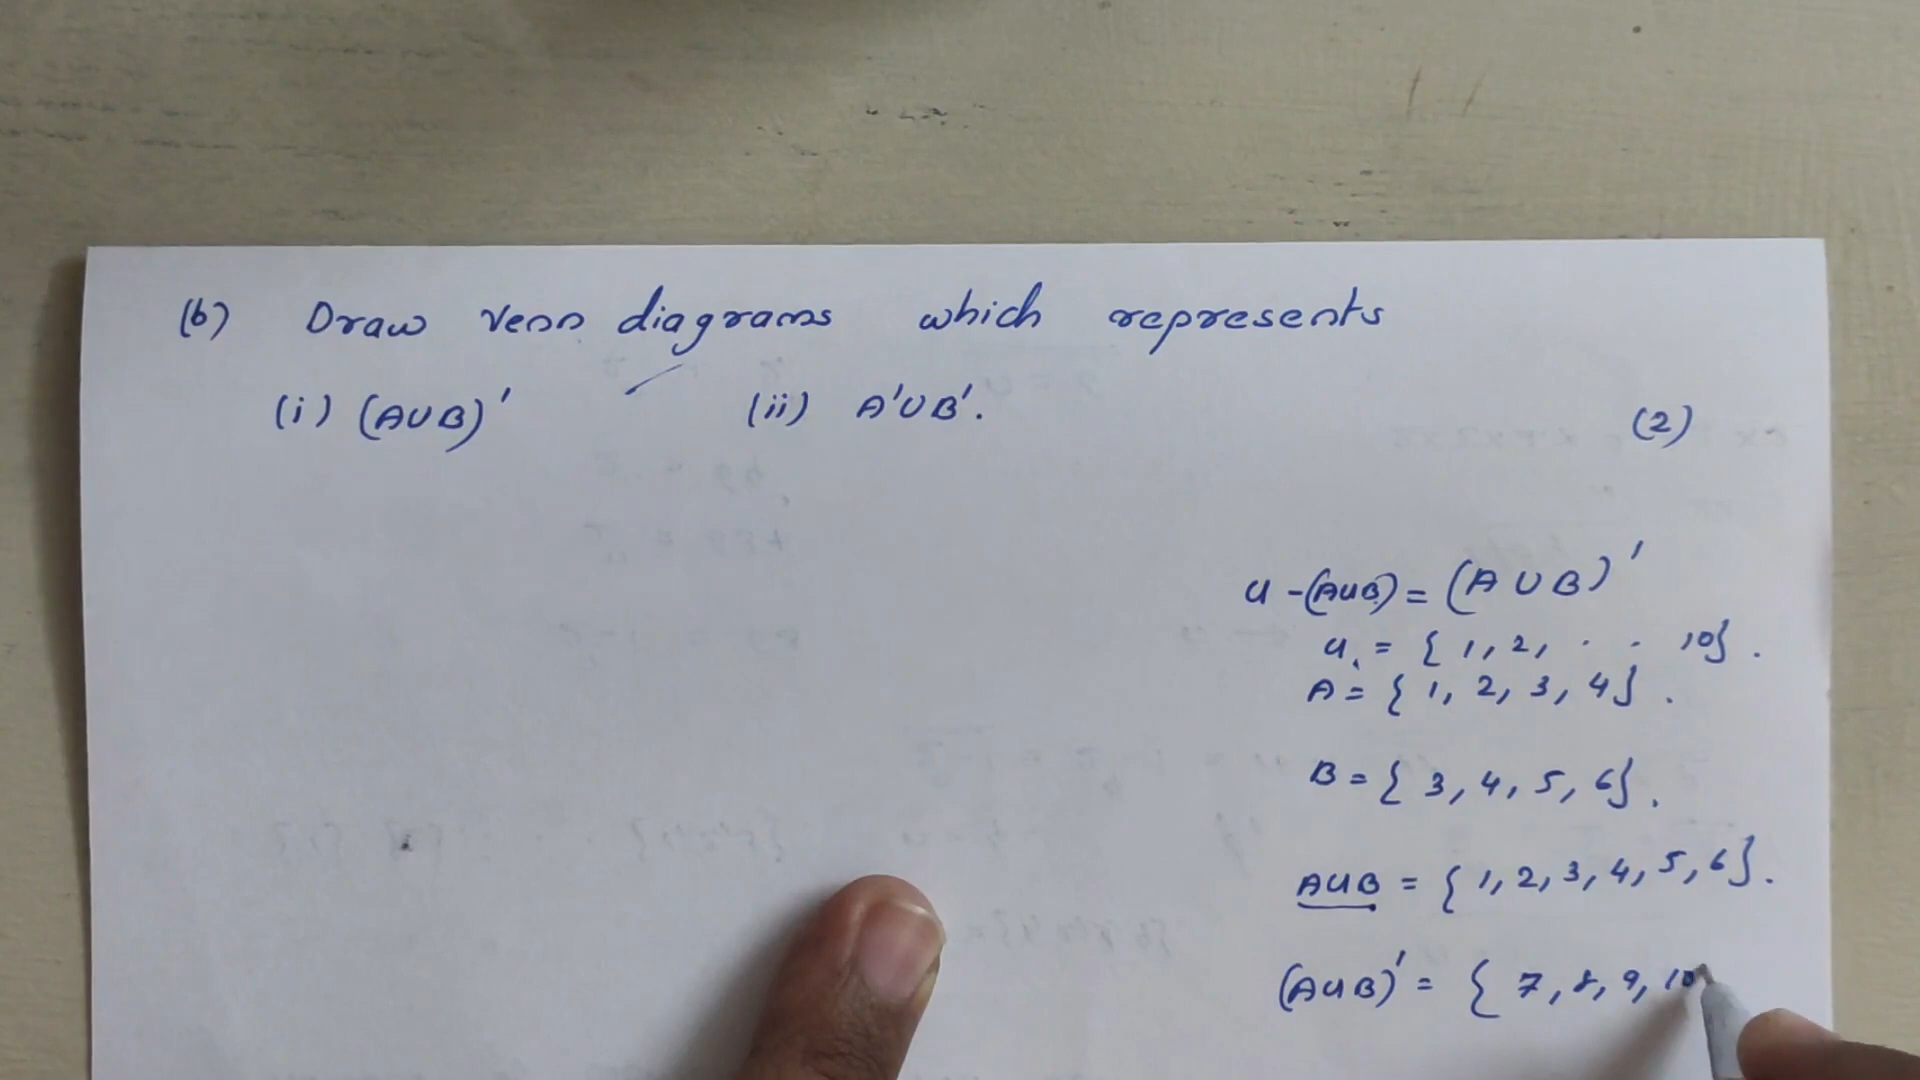 (b) Draw Venn diagrams which represents
(i) (A∪B)' (ii) A'∪B'.
(2)
U -(A∪B) = (A ∪ B)'
U = { 1, 2, . . 10} .
A = { 1, 2, 3, 4} .
B = { 3, 4, 5, 6} .
A∪B = { 1, 2, 3, 4, 5, 6} .
(A∪B)' = { 7, 8, 9, 10